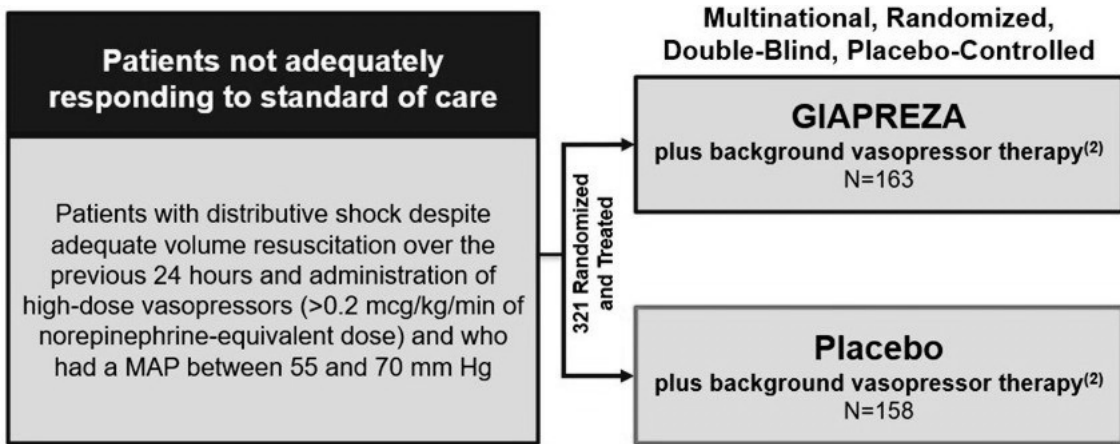 Patients not adequately
responding to standard of care
Patients with distributive shock despite
adequate volume resuscitation over the
previous 24 hours and administration of
high-dose vasopressors (>0.2 mcg/kg/min of
norepinephrine-equivalent dose) and who
had a MAP between 55 and 70 mm Hg
321 Randomized
and Treated
Multinational, Randomized,
Double-Blind, Placebo-Controlled
GIAPREZA
plus background vasopressor therapy(2)
N=163
Placebo
plus background vasopressor therapy(2)
N=158